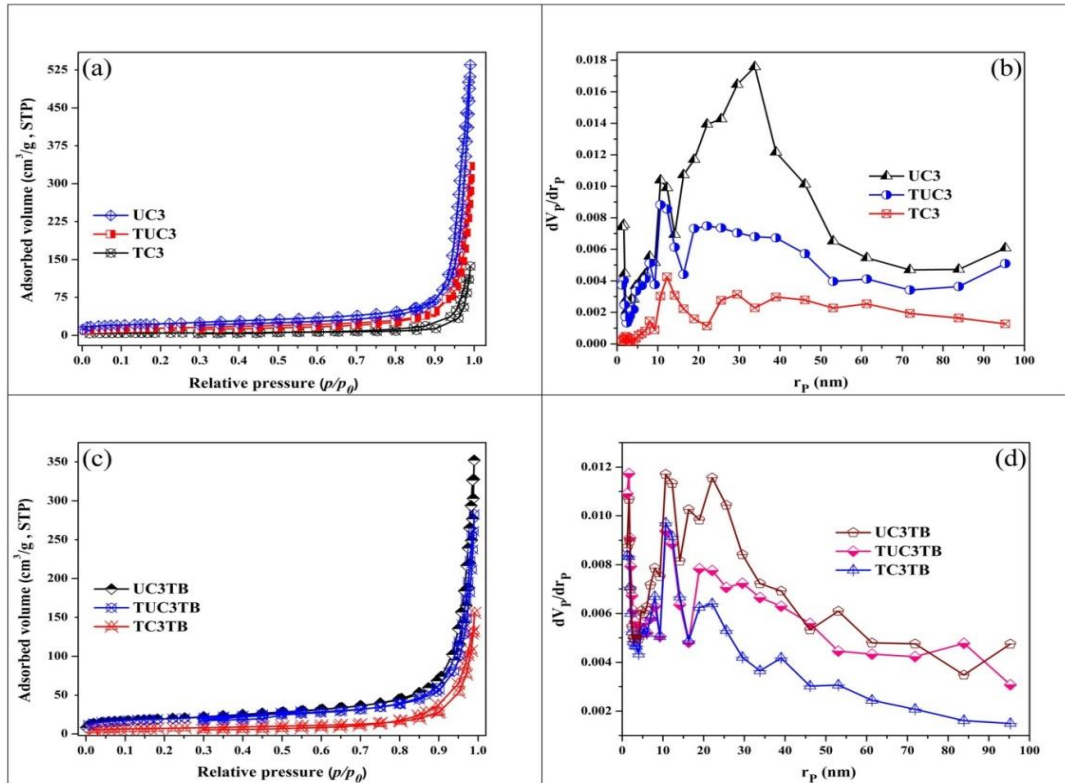 (a)
Adsorbed volume (cm³/g , STP)
525
450
375
300
225
150
75
0
UC3
TUC3
TC3
0.0 0.1 0.2 0.3 0.4 0.5 0.6 0.7 0.8 0.9 1.0
Relative pressure (p/p₀)
(b)
dVP/drP
0.018
0.016
0.014
0.012
0.010
0.008
0.006
0.004
0.002
0.000
UC3
TUC3
TC3
0 10 20 30 40 50 60 70 80 90 100
rP (nm)
(c)
Adsorbed volume (cm³/g , STP)
350
300
250
200
150
100
50
0
UC3TB
TUC3TB
TC3TB
0.0 0.1 0.2 0.3 0.4 0.5 0.6 0.7 0.8 0.9 1.0
Relative pressure (p/p₀)
(d)
dVP/drP
0.012
0.010
0.008
0.006
0.004
0.002
UC3TB
TUC3TB
TC3TB
0 10 20 30 40 50 60 70 80 90 100
rP (nm)